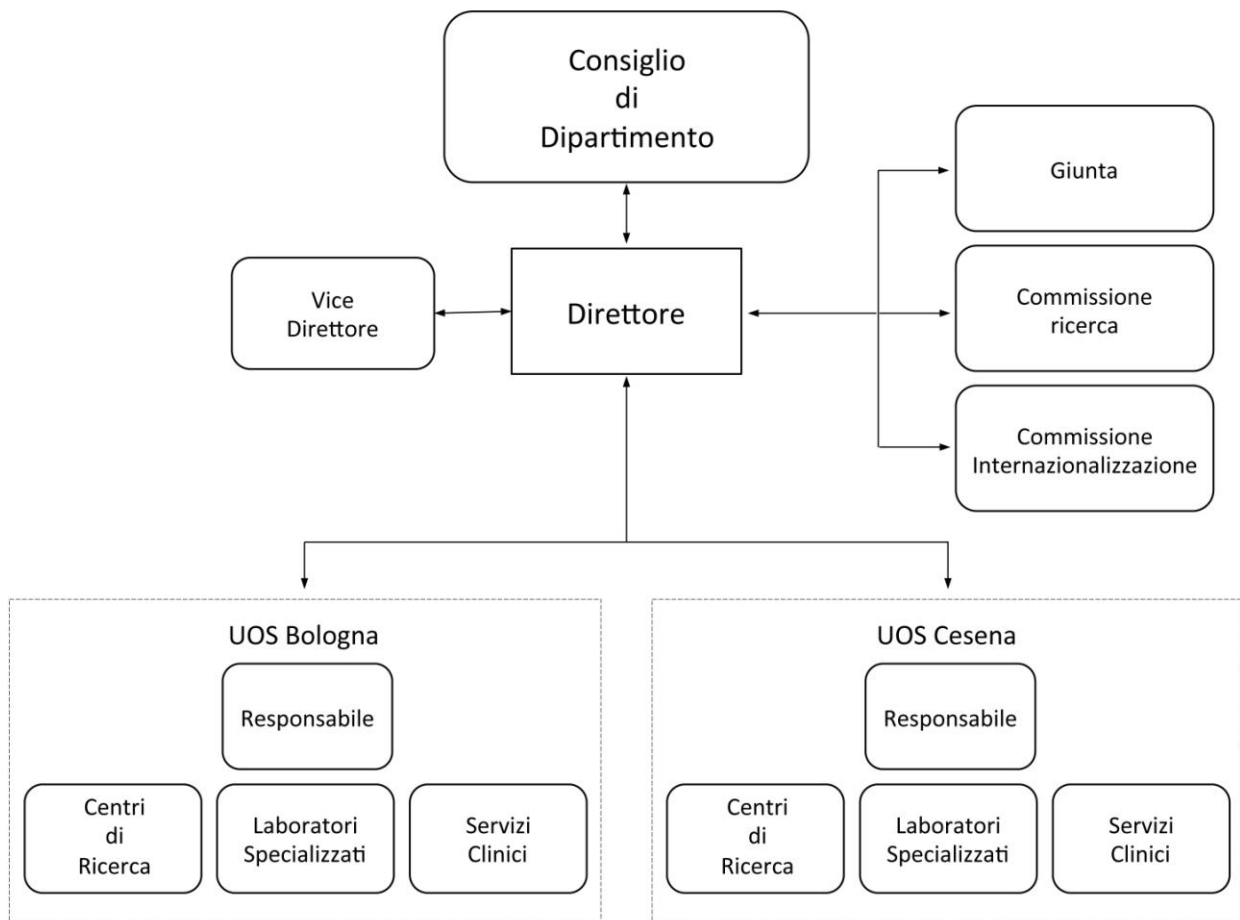 Consiglio
di
Dipartimento
Giunta
Vice
Direttore
Direttore
Commissione
ricerca
Commissione
Internazionalizzazione
UOS Bologna
Responsabile
Centri
di
Ricerca
Laboratori
Specializzati
Servizi
Clinici
UOS Cesena
Responsabile
Centri
di
Ricerca
Laboratori
Specializzati
Servizi
Clinici